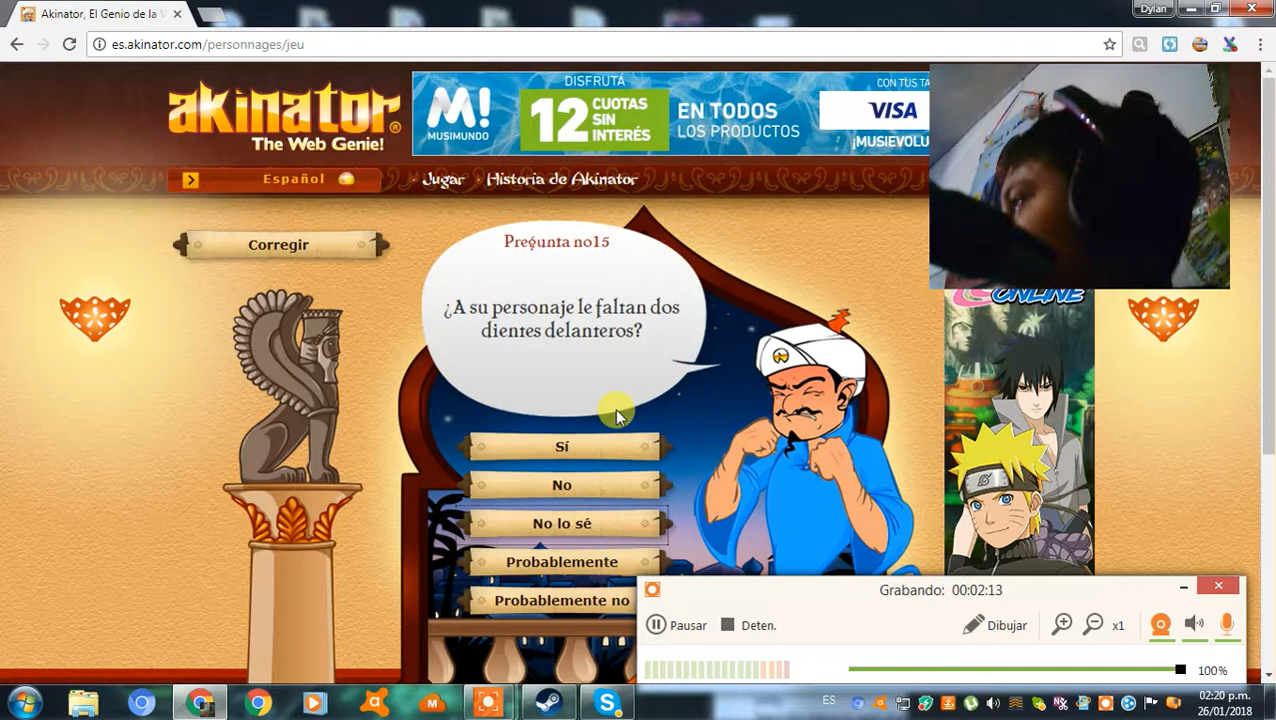 Akinator, El Genio de la
Dylan
es.akinator.com/personnages/jeu
akinator®
The Web Genie!
M!
MUSIMUNDO
DISFRUTÁ
12 CUOTAS
SIN
INTERÉS
EN TODOS
LOS PRODUCTOS
CON TUS TA
VISA
¡MUSIEVOLU
Español
· Jugar
· Historia de Akinator
Corregir
Pregunta no15
¿A su personaje le faltan dos
dientes delanteros?
Sí
No
No lo sé
Probablemente
Probablemente no
ONLINE
Grabando: 00:02:13
Pausar
Deten.
Dibujar
x1
100%
ES
02:20 p.m.
26/01/2018